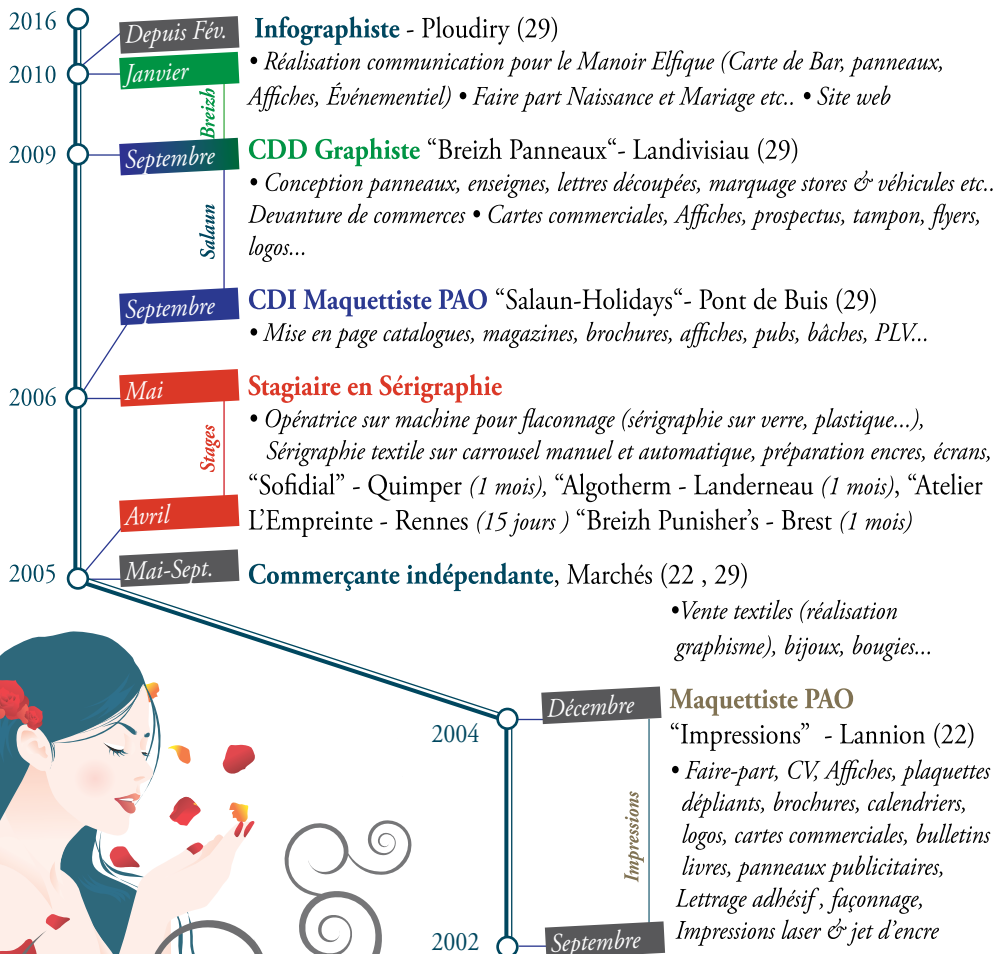 2016
Depuis Fév.
Infographiste - Ploudiry (29)
2010
Janvier
• Réalisation communication pour le Manoir Elfique (Carte de Bar, panneaux,
Affiches, Événementiel) • Faire part Naissance et Mariage etc.. • Site web
Breizh
2009
Septembre
CDD Graphiste “Breizh Panneaux“- Landivisiau (29)
• Conception panneaux, enseignes, lettres découpées, marquage stores & véhicules etc..
Devanture de commerces • Cartes commerciales, Affiches, prospectus, tampon, flyers,
logos...
Salaun
Septembre
CDI Maquettiste PAO “Salaun-Holidays“- Pont de Buis (29)
• Mise en page catalogues, magazines, brochures, affiches, pubs, bâches, PLV...
2006
Mai
Stagiaire en Sérigraphie
• Opératrice sur machine pour flaconnage (sérigraphie sur verre, plastique...),
Sérigraphie textile sur carrousel manuel et automatique, préparation encres, écrans,
Stages
“Sofidial” - Quimper (1 mois), “Algotherm - Landerneau (1 mois), “Atelier
Avril
L’Empreinte - Rennes (15 jours ) “Breizh Punisher’s - Brest (1 mois)
2005
Mai-Sept.
Commerçante indépendante, Marchés (22 , 29)
•Vente textiles (réalisation
graphisme), bijoux, bougies...
2004
Décembre
Maquettiste PAO
“Impressions” - Lannion (22)
• Faire-part, CV, Affiches, plaquettes
dépliants, brochures, calendriers,
logos, cartes commerciales, bulletins
livres, panneaux publicitaires,
Lettrage adhésif , façonnage,
Impressions laser & jet d’encre
Impressions
2002
Septembre